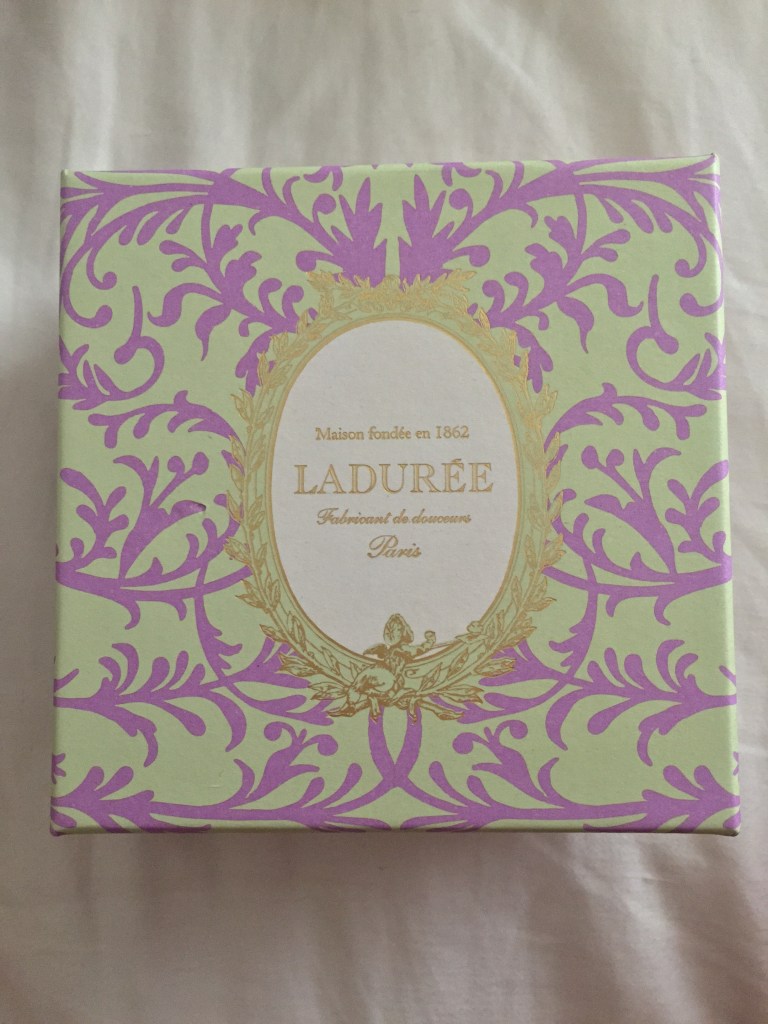 Maison fondée en 1862
LADURÉE
Fabricant de douceurs
Paris